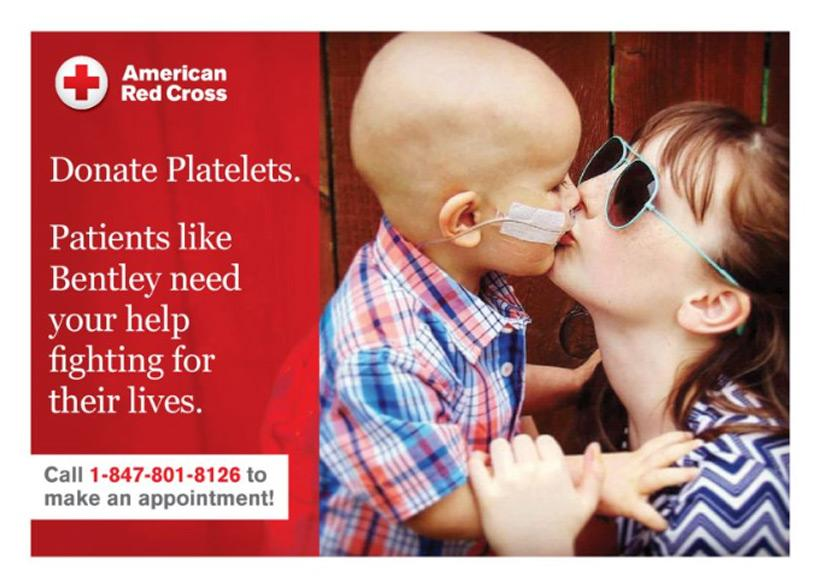 American
Red Cross
Donate Platelets.
Patients like
Bentley need
your help
fighting for
their lives.
Call 1-847-801-8126 to
make an appointment!